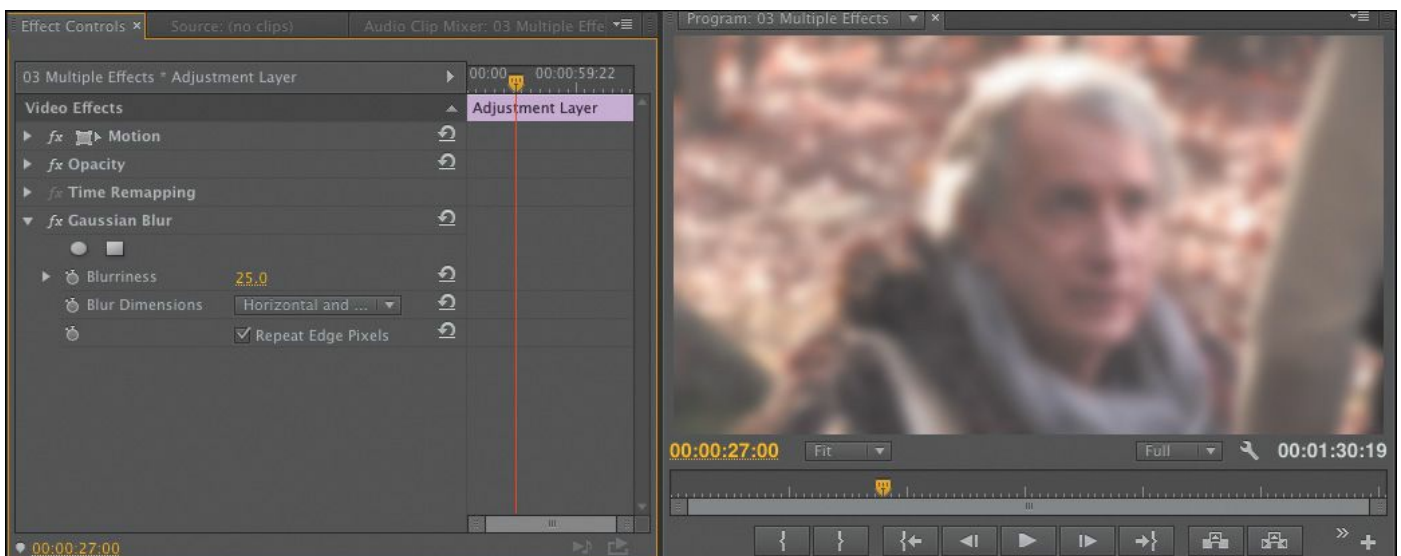 Effect Controls × Source: (no clips) Audio Clip Mixer: 03 Multiple Effe
Program: 03 Multiple Effects ×
03 Multiple Effects * Adjustment Layer
00:00 00:00:59:22
Video Effects
Adjustment Layer
fx Motion
fx Opacity
fx Time Remapping
fx Gaussian Blur
Blurriness 25.0
Blur Dimensions Horizontal and ...
Repeat Edge Pixels
00:00:27:00 Fit Full 00:01:30:19
00:00:27:00